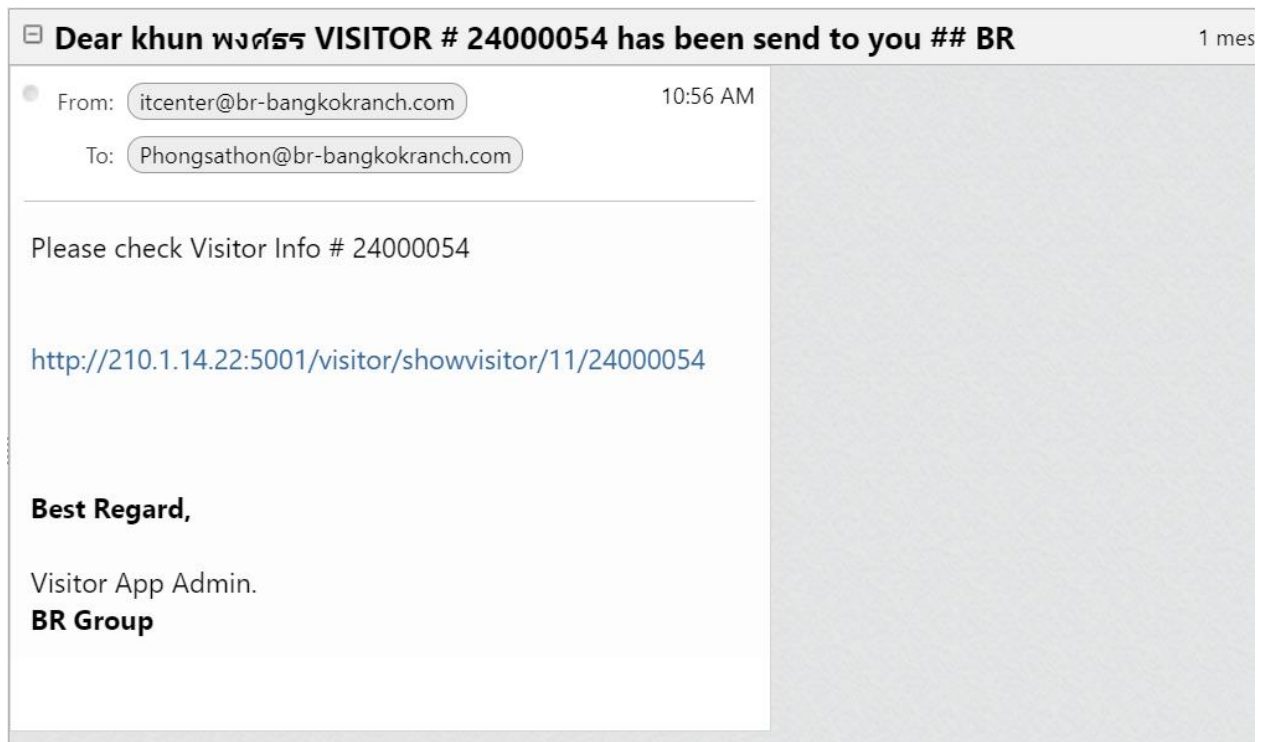 Dear khun พงศธร VISITOR # 24000054 has been send to you ## BR
1 mes
From: itcenter@br-bangkokranch.com
10:56 AM
To: Phongsathon@br-bangkokranch.com
Please check Visitor Info # 24000054
http://210.1.14.22:5001/visitor/showvisitor/11/24000054
Best Regard,
Visitor App Admin.
BR Group